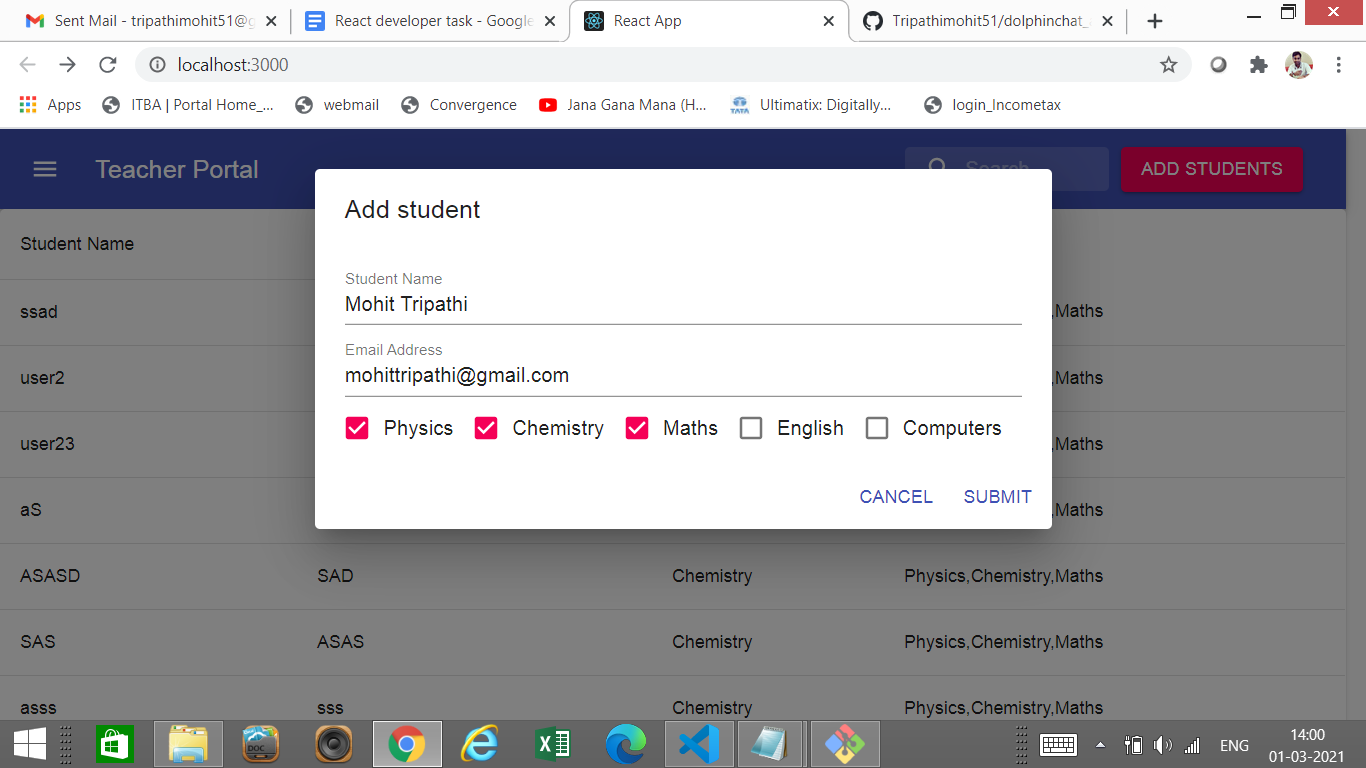 Sent Mail - tripathimohit51@g
React developer task - Google
React App
Tripathimohit51/dolphinchat_
localhost:3000
Apps
ITBA | Portal Home_...
webmail
Convergence
Jana Gana Mana (H...
Ultimatix: Digitally...
login_Incometax
Teacher Portal
Search
ADD STUDENTS
Add student
Student Name
Mohit Tripathi
Email Address
mohittripathi@gmail.com
Physics
Chemistry
Maths
English
Computers
CANCEL
SUBMIT
Student Name
ssad ,Maths
user2 ,Maths
user23 ,Maths
aS ,Maths
ASASD SAD Chemistry Physics,Chemistry,Maths
SAS ASAS Chemistry Physics,Chemistry,Maths
asss sss Chemistry Physics,Chemistry,Maths
ENG
14:00
01-03-2021